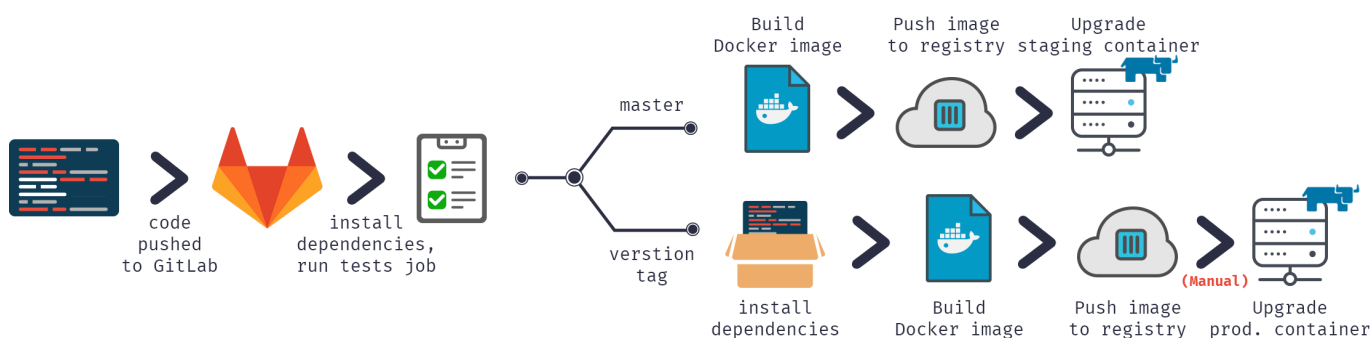 code
pushed
to GitLab
install
dependencies,
run tests job
master
Build
Docker image
Push image
to registry
Upgrade
staging container
verstion
tag
install
dependencies
Build
Docker image
Push image
to registry
(Manual)
Upgrade
prod. container